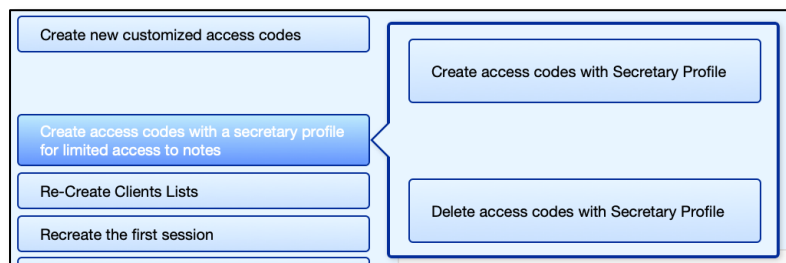 Create new customized access codes
Create access codes with a secretary profile
for limited access to notes
Re-Create Clients Lists
Recreate the first session
Create access codes with Secretary Profile
Delete access codes with Secretary Profile